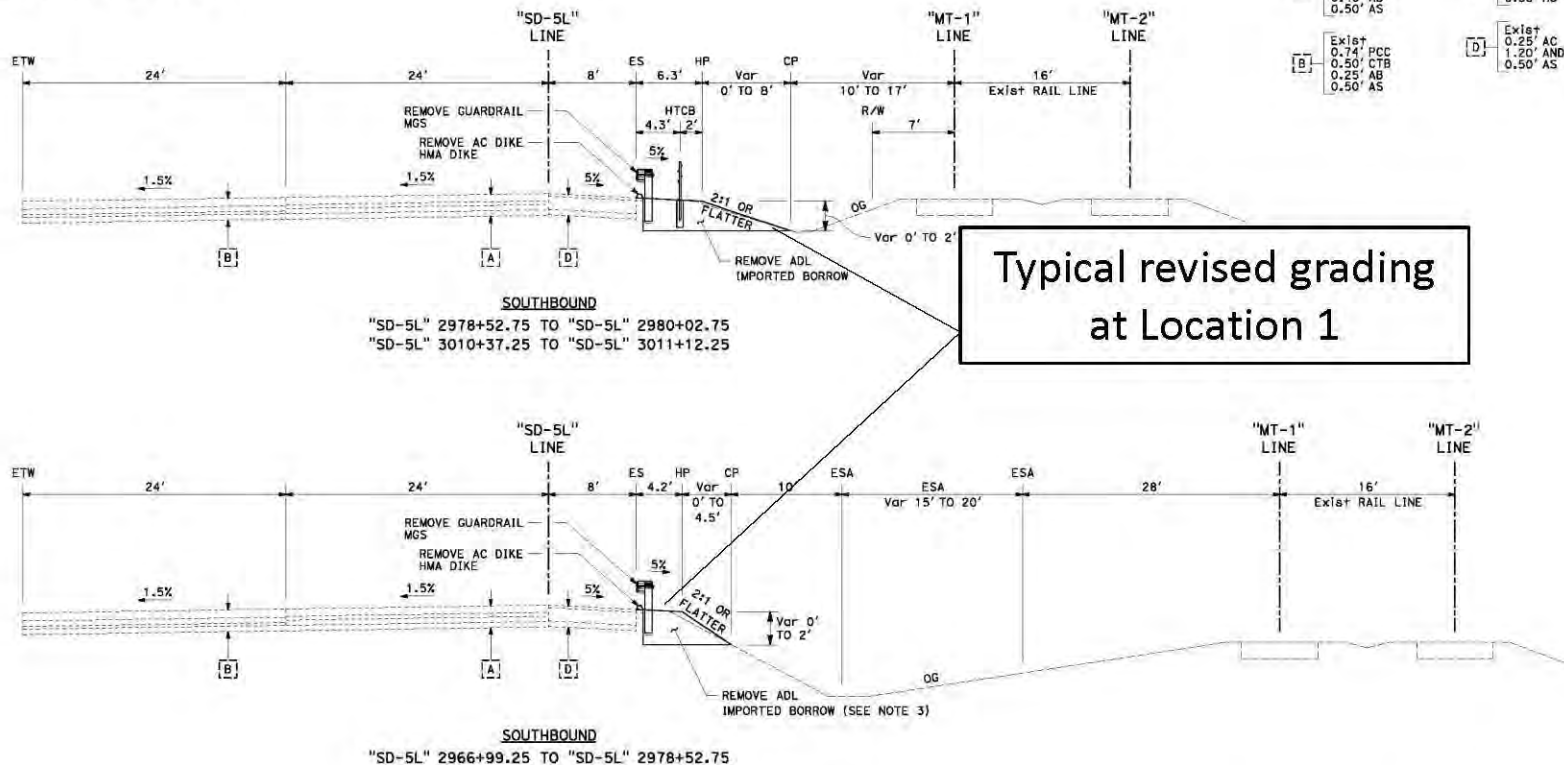 0.50' AS
Exist
0.74' PCC
0.50' CTB
0.25' AB
0.50' AS
[B]
Exist
0.25' AC
1.20' AND
0.50' AS
[D]
"SD-5L"
LINE
"MT-1"
LINE
"MT-2"
LINE
ETW
24'
24'
8'
ES
6.3'
HP
Var
0' TO 8'
CP
Var
10' TO 17'
16'
Exist RAIL LINE
R/W
7'
REMOVE GUARDRAIL
MGS
REMOVE AC DIKE
HMA DIKE
HTCB
4.3'
2'
5%
1.5%
1.5%
5%
2:1 OR
FLATTER
OG
Var 0' TO 2'
[B]
[A]
[D]
REMOVE ADL
IMPORTED BORROW
Typical revised grading
at Location 1
SOUTHBOUND
"SD-5L" 2978+52.75 TO "SD-5L" 2980+02.75
"SD-5L" 3010+37.25 TO "SD-5L" 3011+12.25
"SD-5L"
LINE
"MT-1"
LINE
"MT-2"
LINE
ETW
24'
24'
8'
ES
4.2'
HP
Var
0' TO
4.5'
CP
10'
ESA
ESA
Var 15' TO 20'
ESA
28'
16'
Exist RAIL LINE
REMOVE GUARDRAIL
MGS
REMOVE AC DIKE
HMA DIKE
5%
1.5%
1.5%
5%
2:1 OR
FLATTER
Var 0'
TO 2'
[B]
[A]
[D]
OG
REMOVE ADL
IMPORTED BORROW (SEE NOTE 3)
SOUTHBOUND
"SD-5L" 2966+99.25 TO "SD-5L" 2978+52.75